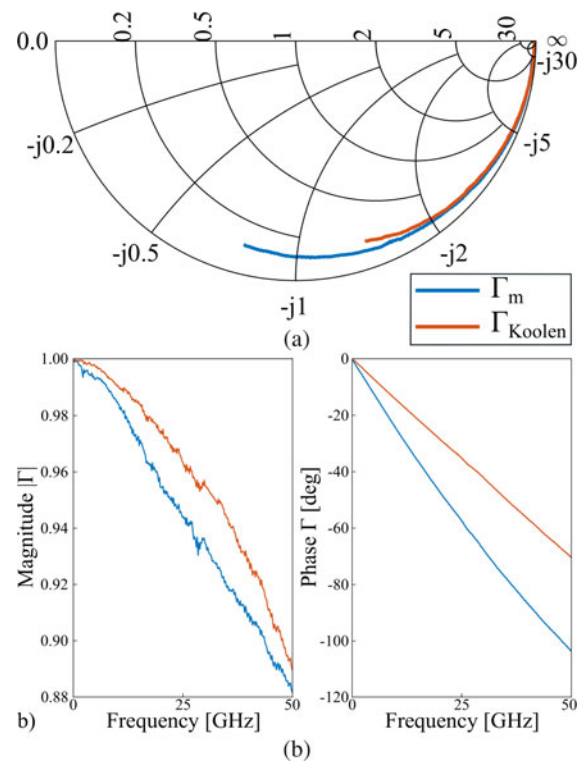 0.0 0.2 0.5 1 2 5 30 ∞
-j30
-j5
-j0.2
-j2
-j0.5
-j1
Γm
ΓKoolen
(a)
1.00
0.98
0.96
0.94
0.92
0.90
0.88
Magnitude |Γ|
0 25 50
Frequency [GHz]
b)
0
-20
-40
-60
-80
-100
-120
Phase Γ [deg]
0 25 50
Frequency [GHz]
(b)